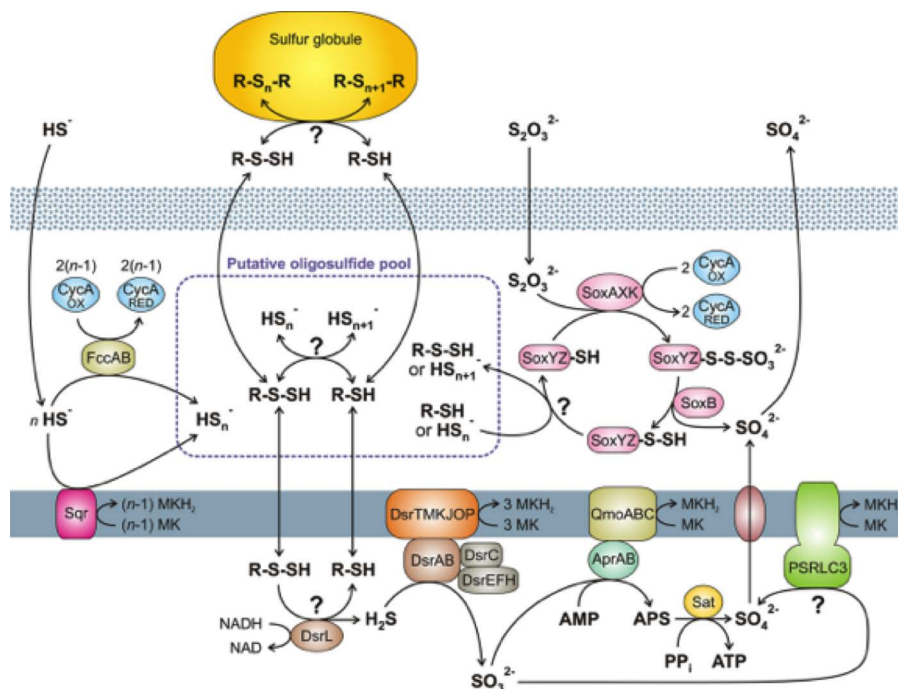 Sulfur globule
R-Sₙ-R
R-Sₙ₊₁-R
?
HS⁻
R-S-SH
R-SH
S₂O₃²⁻
SO₄²⁻
Putative oligosulfide pool
2(n-1)
2(n-1)
CycA
OX
CycA
RED
FccAB
HSₙ⁻
HSₙ₊₁⁻
?
R-S-SH
R-SH
n HS⁻
HSₙ⁻
R-S-SH
or HSₙ₊₁⁻
R-SH
or HSₙ⁻
?
S₂O₃²⁻
SoxAXK
2
CycA
OX
2
CycA
RED
SoxYZ-SH
SoxYZ-S-S-SO₃²⁻
SoxB
SoxYZ-S-SH
SO₄²⁻
Sqr
(n-1) MKH₂
(n-1) MK
DsrTMKJOP
3 MKH₂
3 MK
QmoABC
MKH₂
MK
MKH
MK
DsrAB
DsrC
DsrEFH
AprAB
PSRLC3
?
R-S-SH
R-SH
?
NADH
NAD
DsrL
H₂S
AMP
APS
Sat
SO₄²⁻
PPᵢ
ATP
SO₃²⁻